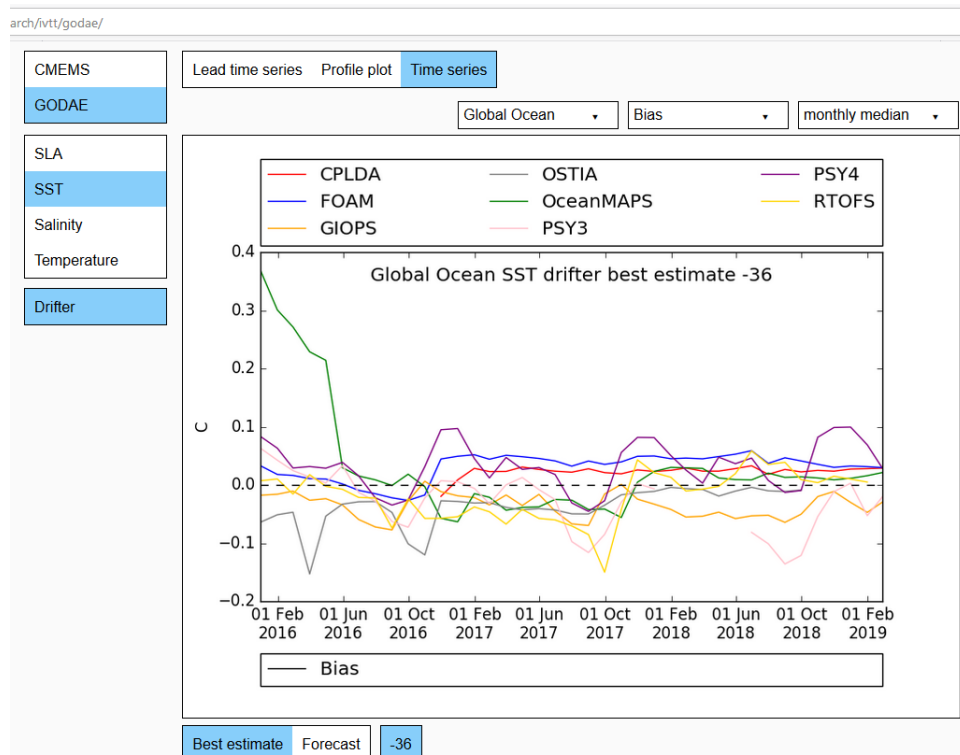 arch/ivtt/godae/
CMEMS
GODAE
SLA
SST
Salinity
Temperature
Drifter
Lead time series Profile plot Time series
Global Ocean Bias monthly median
CPLDA OSTIA PSY4
FOAM OceanMAPS RTOFS
GIOPS PSY3
Global Ocean SST drifter best estimate -36
0.4
0.3
0.2
0.1
0.0
−0.1
−0.2
C
01 Feb 01 Jun 01 Oct 01 Feb 01 Jun 01 Oct 01 Feb 01 Jun 01 Oct 01 Feb
2016 2016 2016 2017 2017 2017 2018 2018 2018 2019
Bias
Best estimate Forecast -36